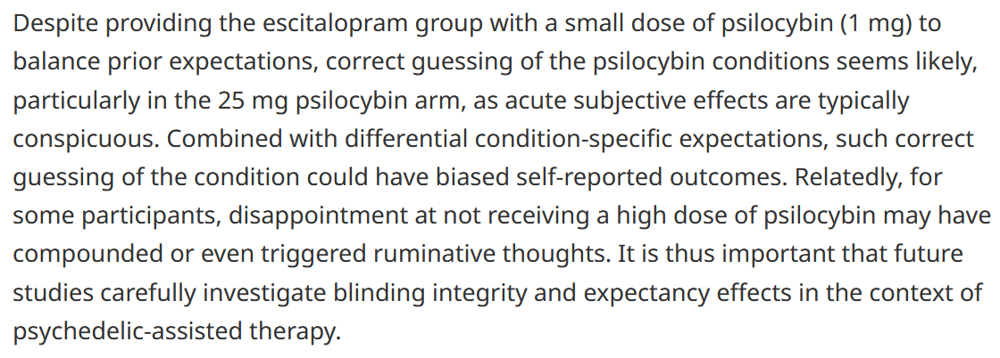 Despite providing the escitalopram group with a small dose of psilocybin (1 mg) to
balance prior expectations, correct guessing of the psilocybin conditions seems likely,
particularly in the 25 mg psilocybin arm, as acute subjective effects are typically
conspicuous. Combined with differential condition-specific expectations, such correct
guessing of the condition could have biased self-reported outcomes. Relatedly, for
some participants, disappointment at not receiving a high dose of psilocybin may have
compounded or even triggered ruminative thoughts. It is thus important that future
studies carefully investigate blinding integrity and expectancy effects in the context of
psychedelic-assisted therapy.